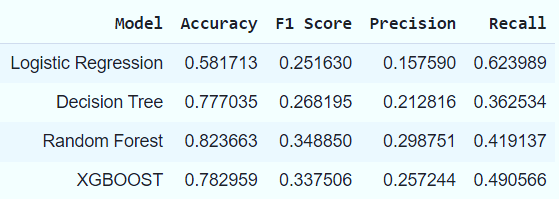 Model Accuracy F1 Score Precision Recall
Logistic Regression 0.581713 0.251630 0.157590 0.623989
Decision Tree 0.777035 0.268195 0.212816 0.362534
Random Forest 0.823663 0.348850 0.298751 0.419137
XGBOOST 0.782959 0.337506 0.257244 0.490566